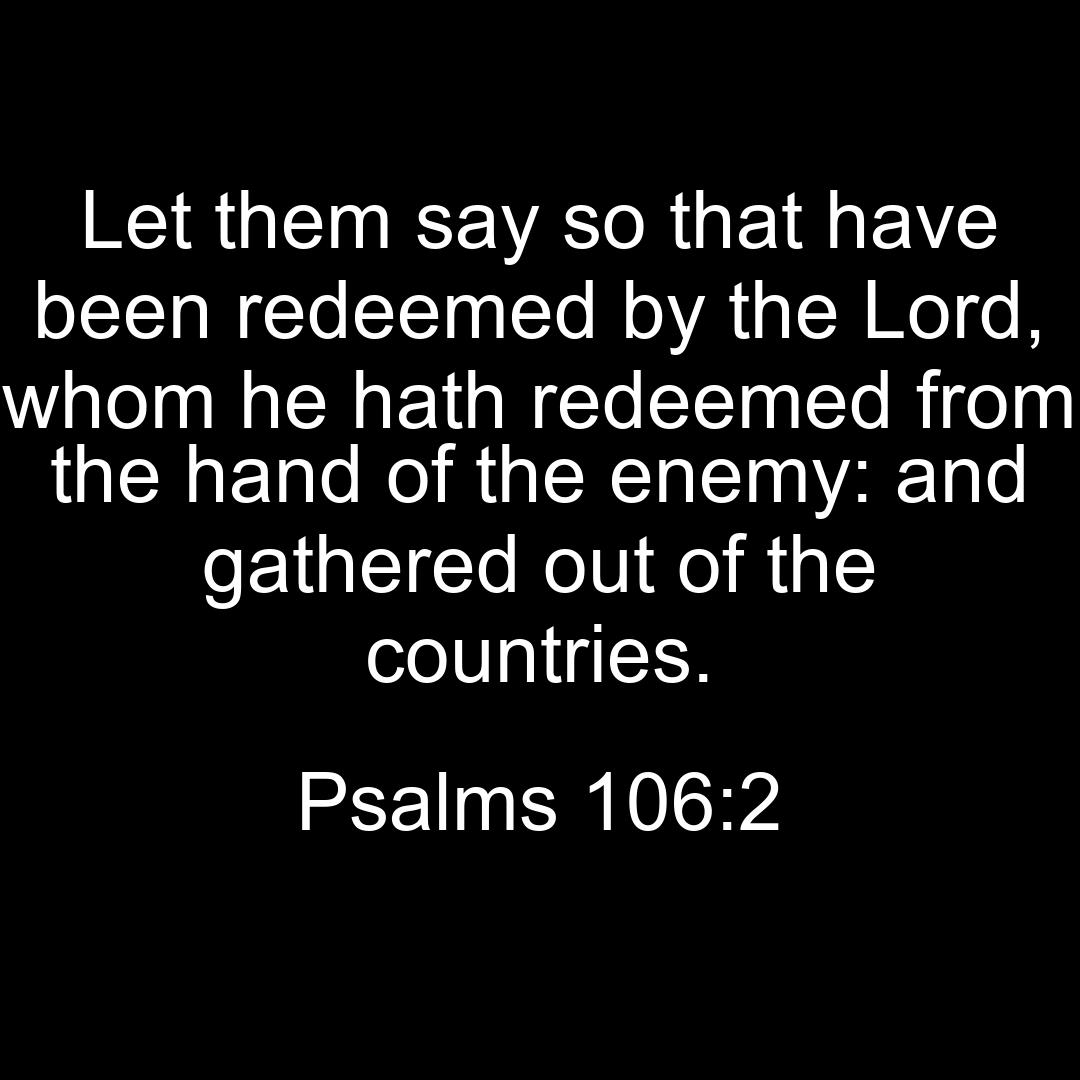 Let them say so that have
been redeemed by the Lord,
whom he hath redeemed from
the hand of the enemy: and
gathered out of the
countries.
Psalms 106:2